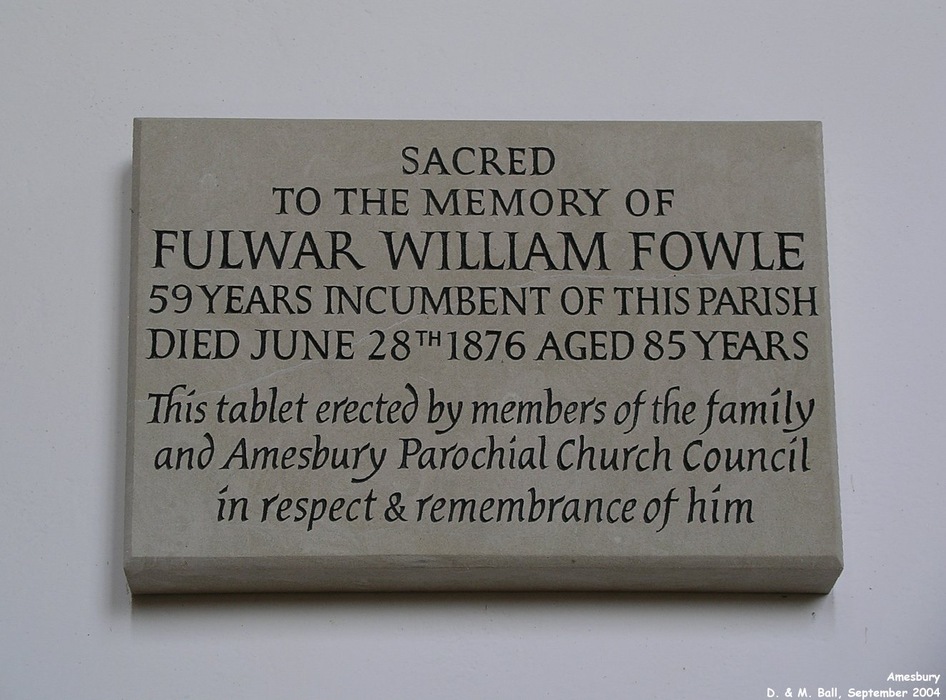 SACRED
TO THE MEMORY OF
FULWAR WILLIAM FOWLE
59 YEARS INCUMBENT OF THIS PARISH
DIED JUNE 28TH 1876 AGED 85 YEARS
This tablet erected by members of the family
and Amesbury Parochial Church Council
in respect & remembrance of him
Amesbury
D. & M. Ball, September 2004